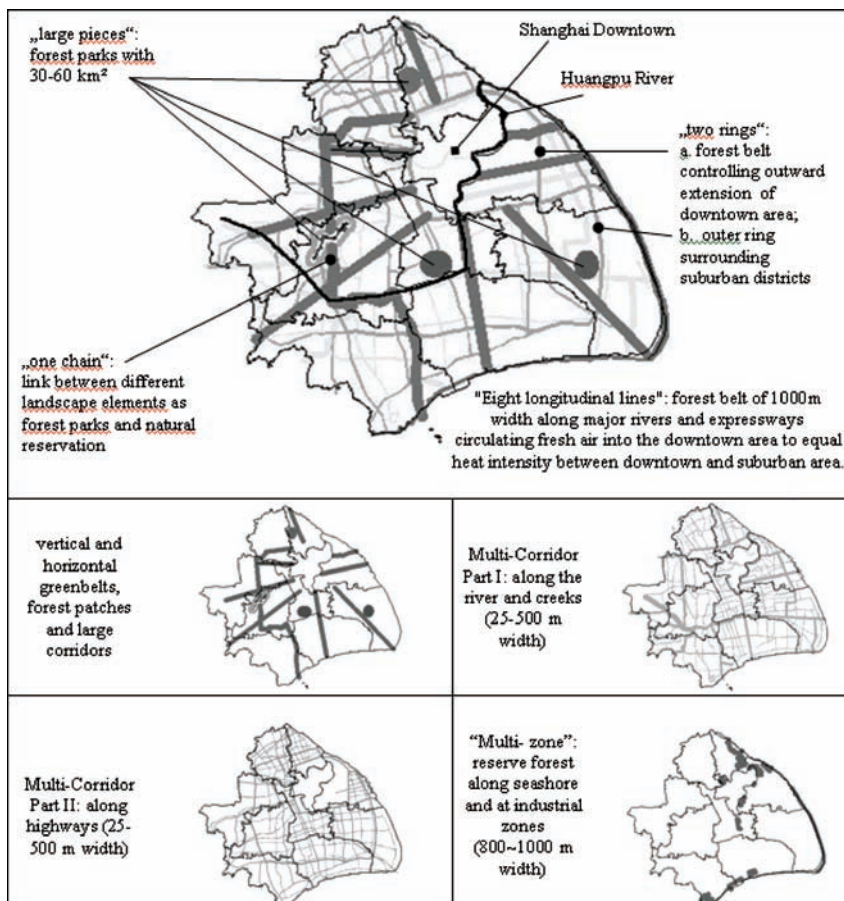 „large pieces“:
forest parks with
30-60 km²
Shanghai Downtown
Huangpu River
„two rings“:
a. forest belt
controlling outward
extension of
downtown area;
b. outer ring
surrounding
suburban districts
„one chain“:
link between different
landscape elements as
forest parks and natural
reservation
"Eight longitudinal lines": forest belt of 1000m
width along major rivers and expressways
circulating fresh air into the downtown area to equal
heat intensity between downtown and suburban area.
vertical and
horizontal
greenbelts,
forest patches
and large
corridors
Multi-Corridor
Part I: along the
river and creeks
(25-500 m
width)
Multi-Corridor
Part II: along
highways (25-
500 m width)
“Multi- zone”:
reserve forest
along seashore
and at industrial
zones
(800~1000 m
width)